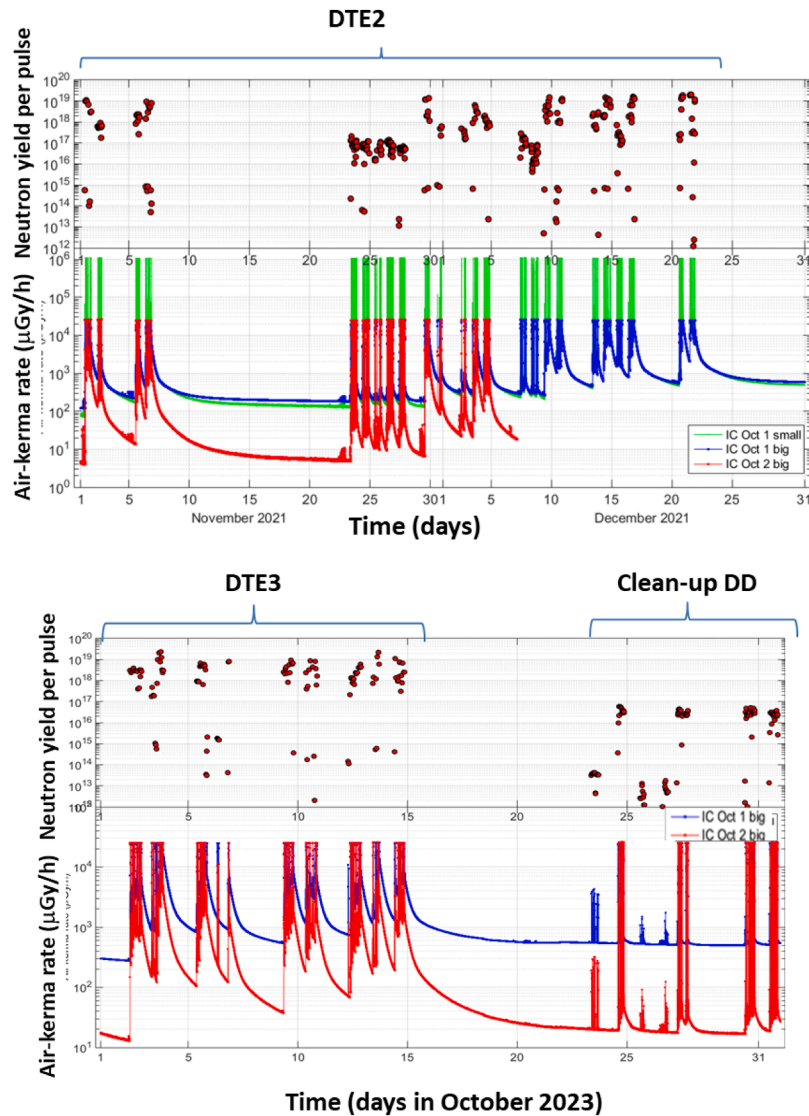 DTE2
Neutron yield per pulse
10^20
10^19
10^18
10^17
10^16
10^15
10^14
10^13
10^12
1 5 10 15 20 25 30 1 5 10 15 20 25 31
Air-kerma rate (μGy/h)
10^6
10^5
10^4
10^3
10^2
10^1
10^0
IC Oct 1 small
IC Oct 1 big
IC Oct 2 big
1 5 10 15 20 25 30 1 5 10 15 20 25 31
November 2021 Time (days) December 2021
DTE3 Clean-up DD
Neutron yield per pulse
10^20
10^19
10^18
10^17
10^16
10^15
10^14
10^13
Air-kerma rate (μGy/h)
IC Oct 1 big
IC Oct 2 big
10^4
10^3
10^2
10^1
1 5 10 15 20 25 31
Time (days in October 2023)